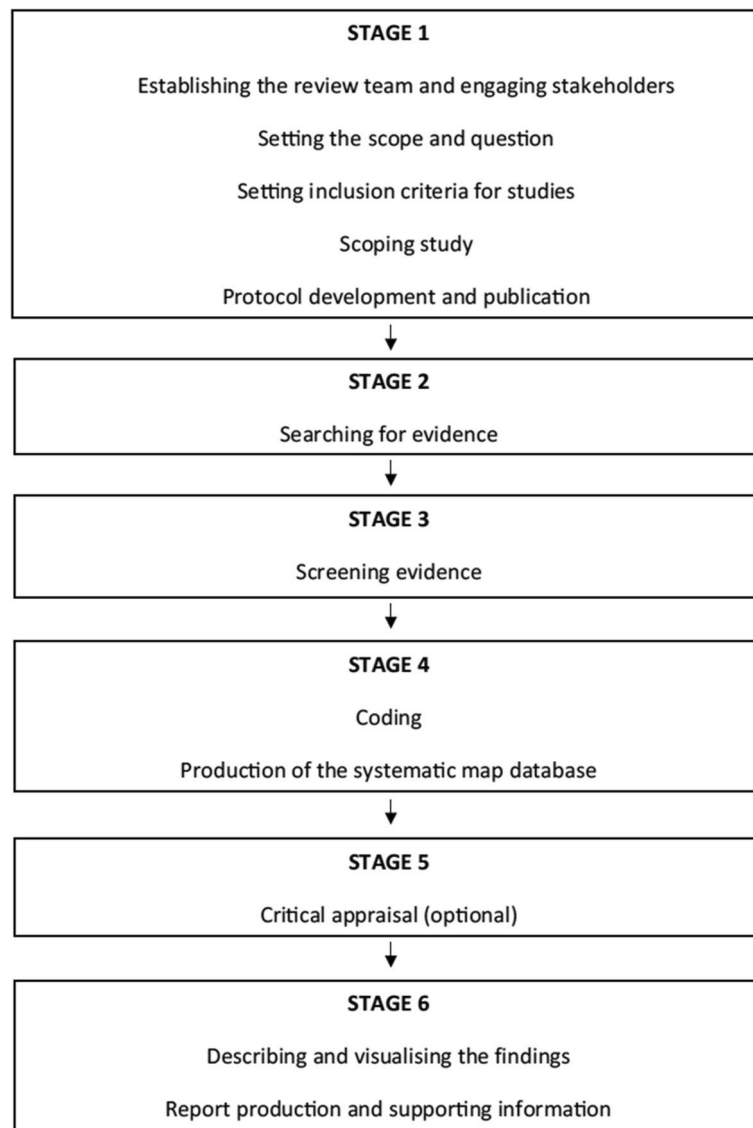 STAGE 1
Establishing the review team and engaging stakeholders
Setting the scope and question
Setting inclusion criteria for studies
Scoping study
Protocol development and publication
STAGE 2
Searching for evidence
STAGE 3
Screening evidence
STAGE 4
Coding
Production of the systematic map database
STAGE 5
Critical appraisal (optional)
STAGE 6
Describing and visualising the findings
Report production and supporting information